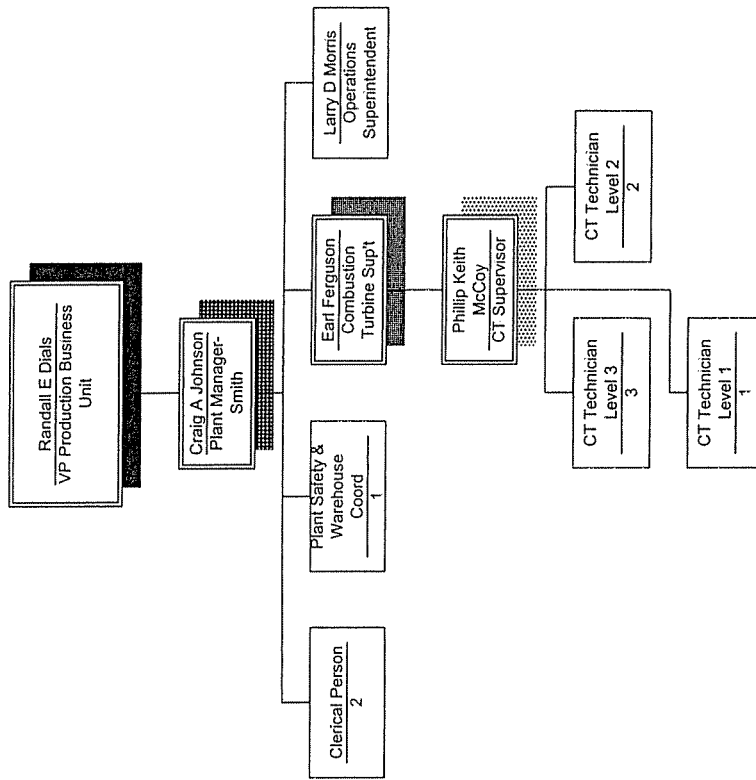 Randall E Dials
VP Production Business
Unit
Craig A Johnson
Plant Manager-
Smith
Clerical Person
2
Plant Safety &
Warehouse
Coord
1
Earl Ferguson
Combustion
Turbine Sup't
Larry D Morris
Operations
Superintendent
Phillip Keith
McCoy
CT Supervisor
CT Technician
Level 3
3
CT Technician
Level 2
2
CT Technician
Level 1
1